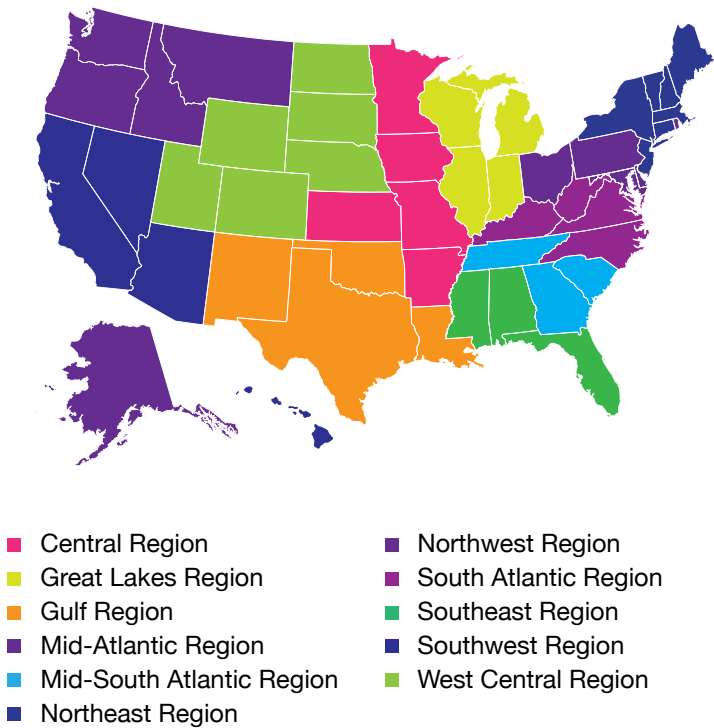 Central Region
Great Lakes Region
Gulf Region
Mid-Atlantic Region
Mid-South Atlantic Region
Northeast Region
Northwest Region
South Atlantic Region
Southeast Region
Southwest Region
West Central Region